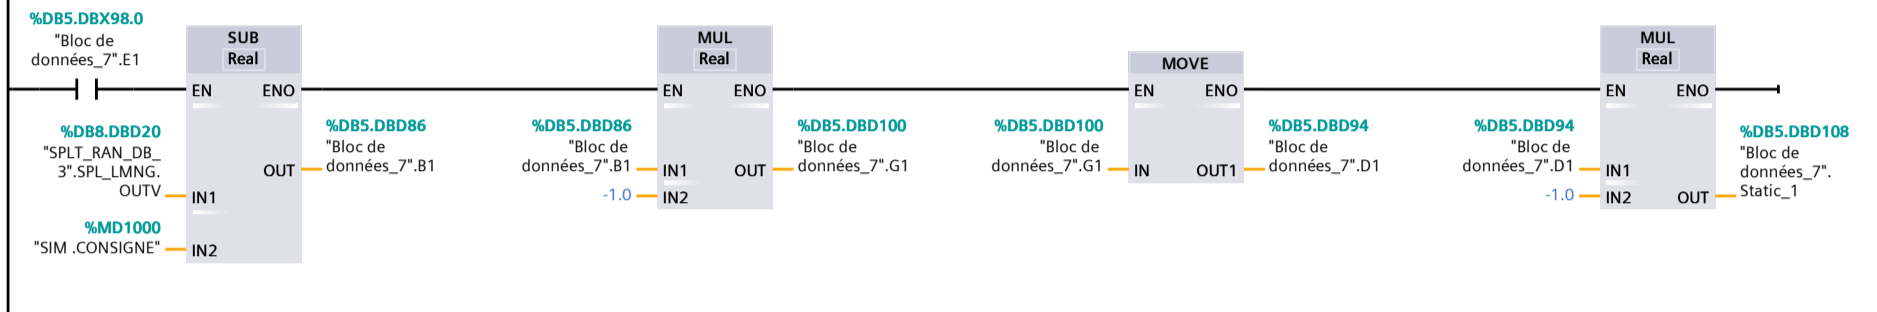 %DB5.DBX98.0
"Bloc de
données_7".E1
SUB
Real
EN
ENO
%DB8.DBD20
"SPLT_RAN_DB_
3".SPL_LMNG.
OUTV
IN1
%MD1000
"SIM .CONSIGNE"
IN2
OUT
%DB5.DBD86
"Bloc de
données_7".B1
MUL
Real
EN
ENO
%DB5.DBD86
"Bloc de
données_7".B1
IN1
-1.0
IN2
OUT
%DB5.DBD100
"Bloc de
données_7".G1
MOVE
EN
ENO
%DB5.DBD100
"Bloc de
données_7".G1
IN
OUT1
%DB5.DBD94
"Bloc de
données_7".D1
MUL
Real
EN
ENO
%DB5.DBD94
"Bloc de
données_7".D1
IN1
-1.0
IN2
OUT
%DB5.DBD108
"Bloc de
données_7".
Static_1